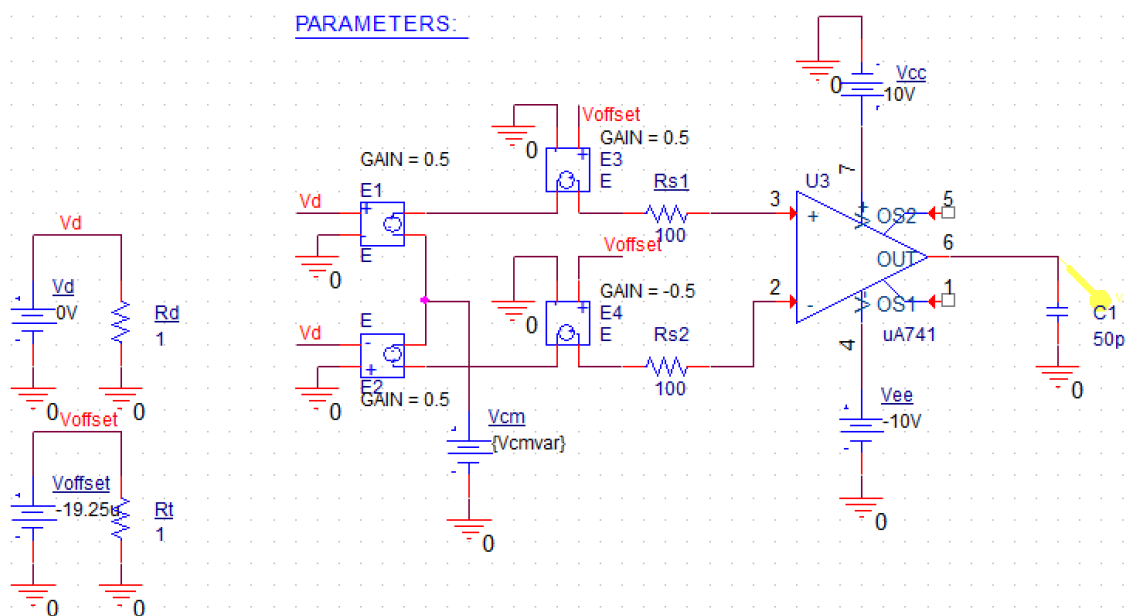 PARAMETERS:
Vd
Vd
0V
Rd
1
0
0
Voffset
Voffset
-19.25u
Rt
1
0
0
GAIN = 0.5
E1
Vd
+
-
E
0
E
Vd
-
+
E2
GAIN = 0.5
0
Vcm
{Vcmvar}
0
Voffset
0
GAIN = 0.5
+
E3
E
Rs1
100
Voffset
0
GAIN = -0.5
+
E4
E
Rs2
100
0
Vcc
10V
7
U3
3
+
V+
OS2
5
OUT
6
2
-
V-
OS1
1
uA741
4
Vee
-10V
0
C1
50p
0